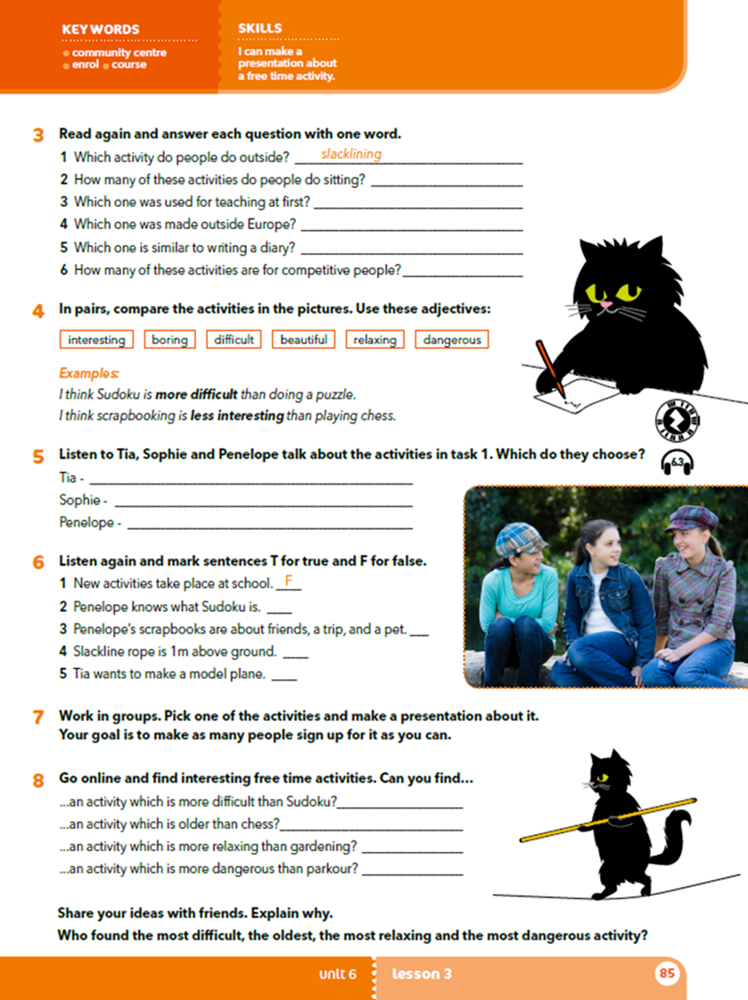 KEY WORDS
community centre
enrol • course
SKILLS
I can make a
presentation about
a free time activity.
3 Read again and answer each question with one word.
1 Which activity do people do outside? slacklining
2 How many of these activities do people do sitting? ____
3 Which one was used for teaching at first? ____
4 Which one was made outside Europe? ____
5 Which one is similar to writing a diary? ____
6 How many of these activities are for competitive people? ____
4 In pairs, compare the activities in the pictures. Use these adjectives:
interesting boring difficult beautiful relaxing dangerous
Examples:
I think Sudoku is more difficult than doing a puzzle.
I think scrapbooking is less interesting than playing chess.
5 Listen to Tia, Sophie and Penelope talk about the activities in task 1. Which do they choose?
6.3
Tia - ____
Sophie - ____
Penelope - ____
6 Listen again and mark sentences T for true and F for false.
1 New activities take place at school. F
2 Penelope knows what Sudoku is. ____
3 Penelope's scrapbooks are about friends, a trip, and a pet. ____
4 Slackline rope is 1m above ground. ____
5 Tia wants to make a model plane. ____
7 Work in groups. Pick one of the activities and make a presentation about it.
Your goal is to make as many people sign up for it as you can.
8 Go online and find interesting free time activities. Can you find...
...an activity which is more difficult than Sudoku? ____
...an activity which is older than chess? ____
...an activity which is more relaxing than gardening? ____
...an activity which is more dangerous than parkour? ____
Share your ideas with friends. Explain why.
Who found the most difficult, the oldest, the most relaxing and the most dangerous activity?
unit 6 lesson 3 85